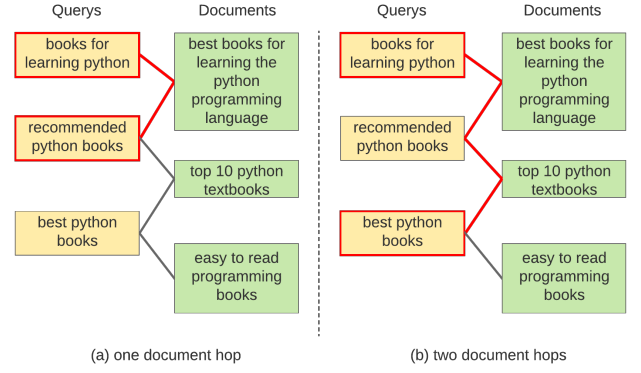 Querys
Documents
books for
learning python
best books for
learning the
python
programming
language
recommended
python books
top 10 python
textbooks
best python
books
easy to read
programming
books
(a) one document hop
Querys
Documents
books for
learning python
best books for
learning the
python
programming
language
recommended
python books
top 10 python
textbooks
best python
books
easy to read
programming
books
(b) two document hops